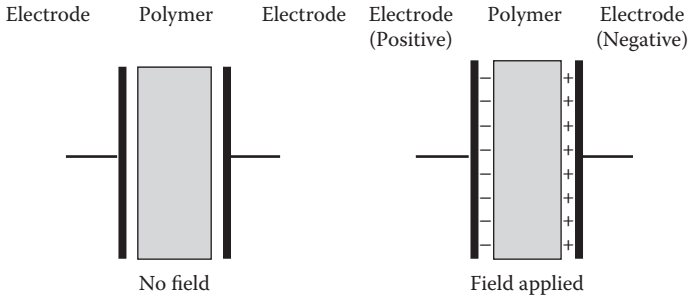 Electrode Polymer Electrode
Electrode Polymer Electrode
(Positive) (Negative)
− +
− +
− +
− +
− +
− +
− +
− +
No field
Field applied